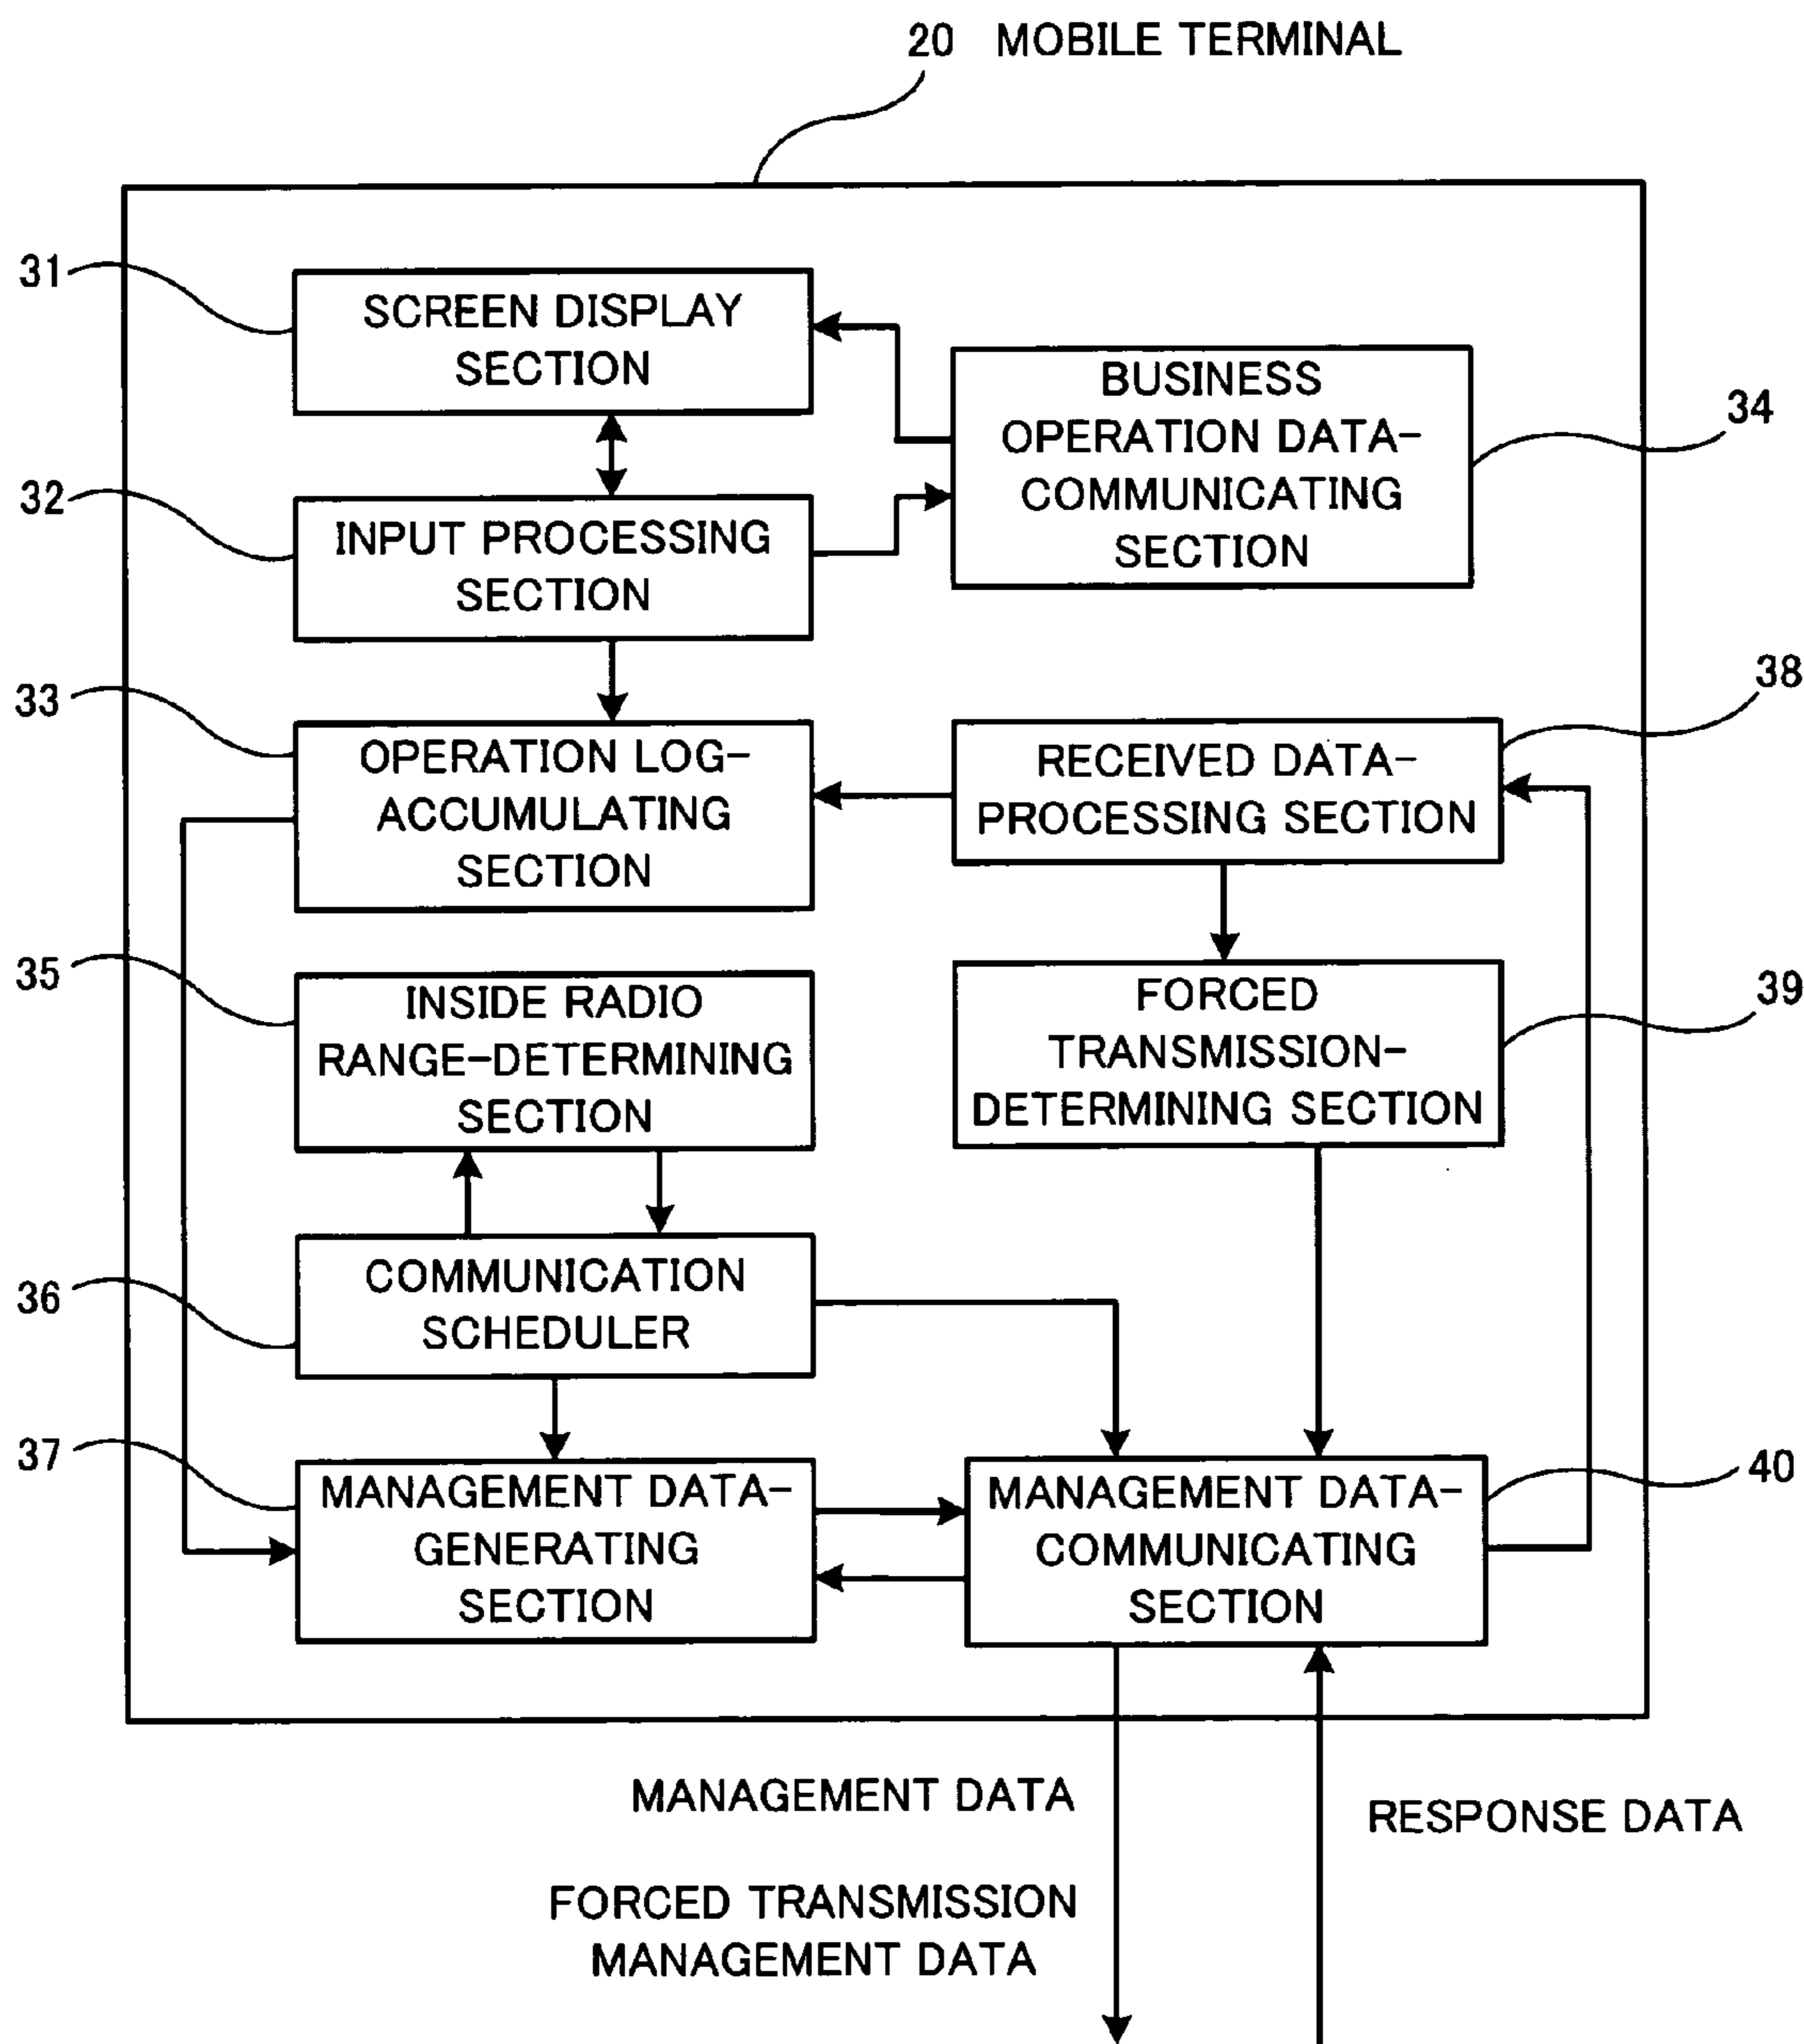 20 MOBILE TERMINAL
31
SCREEN DISPLAY
SECTION
BUSINESS
OPERATION DATA-
COMMUNICATING
SECTION
34
32
INPUT PROCESSING
SECTION
33
OPERATION LOG-
ACCUMULATING
SECTION
38
RECEIVED DATA-
PROCESSING SECTION
35
INSIDE RADIO
RANGE-DETERMINING
SECTION
39
FORCED
TRANSMISSION-
DETERMINING SECTION
36
COMMUNICATION
SCHEDULER
37
MANAGEMENT DATA-
GENERATING
SECTION
40
MANAGEMENT DATA-
COMMUNICATING
SECTION
MANAGEMENT DATA
RESPONSE DATA
FORCED TRANSMISSION
MANAGEMENT DATA